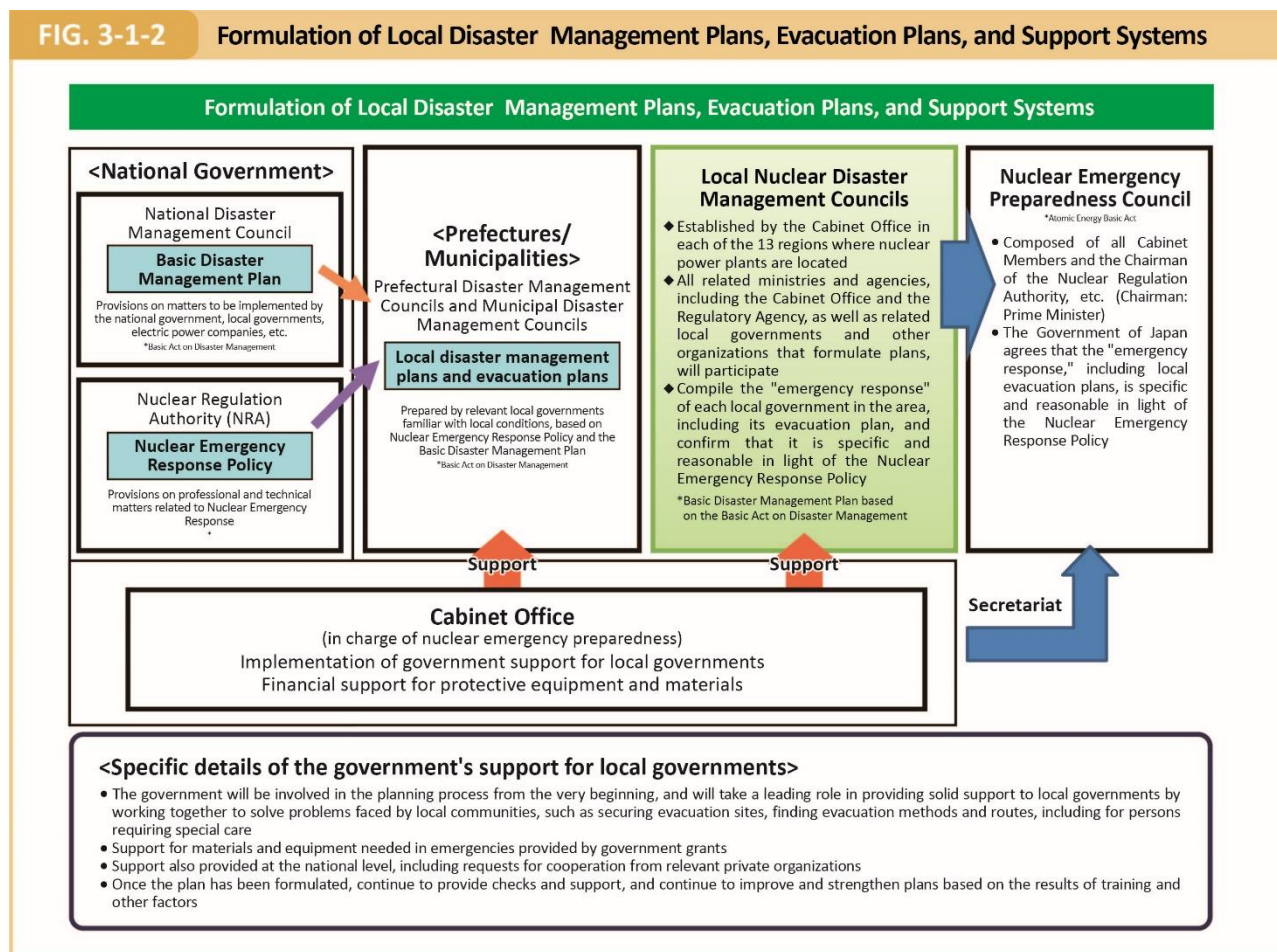 FIG. 3-1-2
Formulation of Local Disaster Management Plans, Evacuation Plans, and Support Systems
Formulation of Local Disaster Management Plans, Evacuation Plans, and Support Systems
<National Government>
National Disaster
Management Council
Basic Disaster
Management Plan
Provisions on matters to be implemented by
the national government, local governments,
electric power companies, etc.
*Basic Act on Disaster Management
Nuclear Regulation
Authority (NRA)
Nuclear Emergency
Response Policy
Provisions on professional and technical
matters related to Nuclear Emergency
Response
*
<Prefectures/
Municipalities>
Prefectural Disaster Management
Councils and Municipal Disaster
Management Councils
Local disaster management
plans and evacuation plans
Prepared by relevant local governments
familiar with local conditions, based on
Nuclear Emergency Response Policy and the
Basic Disaster Management Plan
*Basic Act on Disaster Management
Local Nuclear Disaster
Management Councils
◆Established by the Cabinet Office in
each of the 13 regions where nuclear
power plants are located
◆All related ministries and agencies,
including the Cabinet Office and the
Regulatory Agency, as well as related
local governments and other
organizations that formulate plans,
will participate
◆Compile the "emergency response"
of each local government in the area,
including its evacuation plan, and
confirm that it is specific and
reasonable in light of the Nuclear
Emergency Response Policy
*Basic Disaster Management Plan based
on the Basic Act on Disaster Management
Nuclear Emergency
Preparedness Council
*Atomic Energy Basic Act
• Composed of all Cabinet
Members and the Chairman
of the Nuclear Regulation
Authority, etc. (Chairman:
Prime Minister)
• The Government of Japan
agrees that the "emergency
response," including local
evacuation plans, is specific
and reasonable in light of
the Nuclear Emergency
Response Policy
Support
Support
Cabinet Office
(in charge of nuclear emergency preparedness)
Implementation of government support for local governments
Financial support for protective equipment and materials
Secretariat
<Specific details of the government's support for local governments>
• The government will be involved in the planning process from the very beginning, and will take a leading role in providing solid support to local governments by
working together to solve problems faced by local communities, such as securing evacuation sites, finding evacuation methods and routes, including for persons
requiring special care
• Support for materials and equipment needed in emergencies provided by government grants
• Support also provided at the national level, including requests for cooperation from relevant private organizations
• Once the plan has been formulated, continue to provide checks and support, and continue to improve and strengthen plans based on the results of training and
other factors